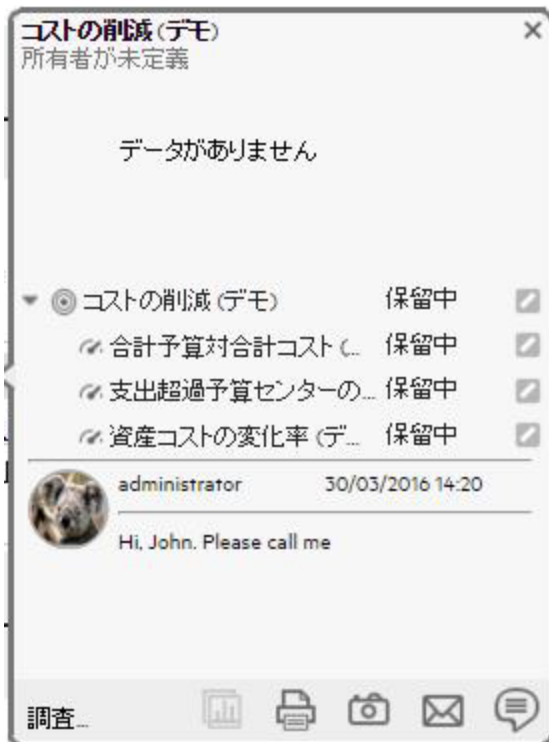 コストの削減 (デモ)
所有者が未定義
データがありません
コストの削減 (デモ) 保留中
合計予算対合計コスト (... 保留中
支出超過予算センターの... 保留中
資産コストの変化率 (デ... 保留中
administrator 30/03/2016 14:20
Hi, John. Please call me
調査...